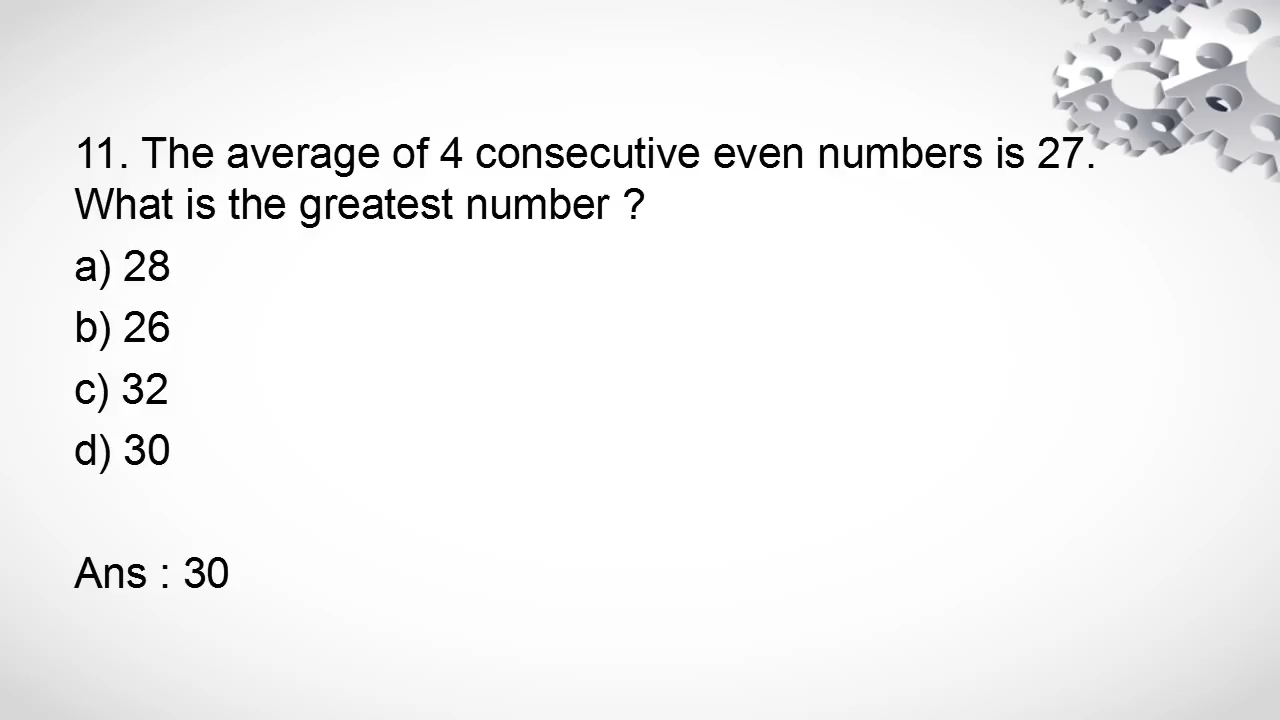 11. The average of 4 consecutive even numbers is 27.
What is the greatest number ?
a) 28
b) 26
c) 32
d) 30
Ans : 30